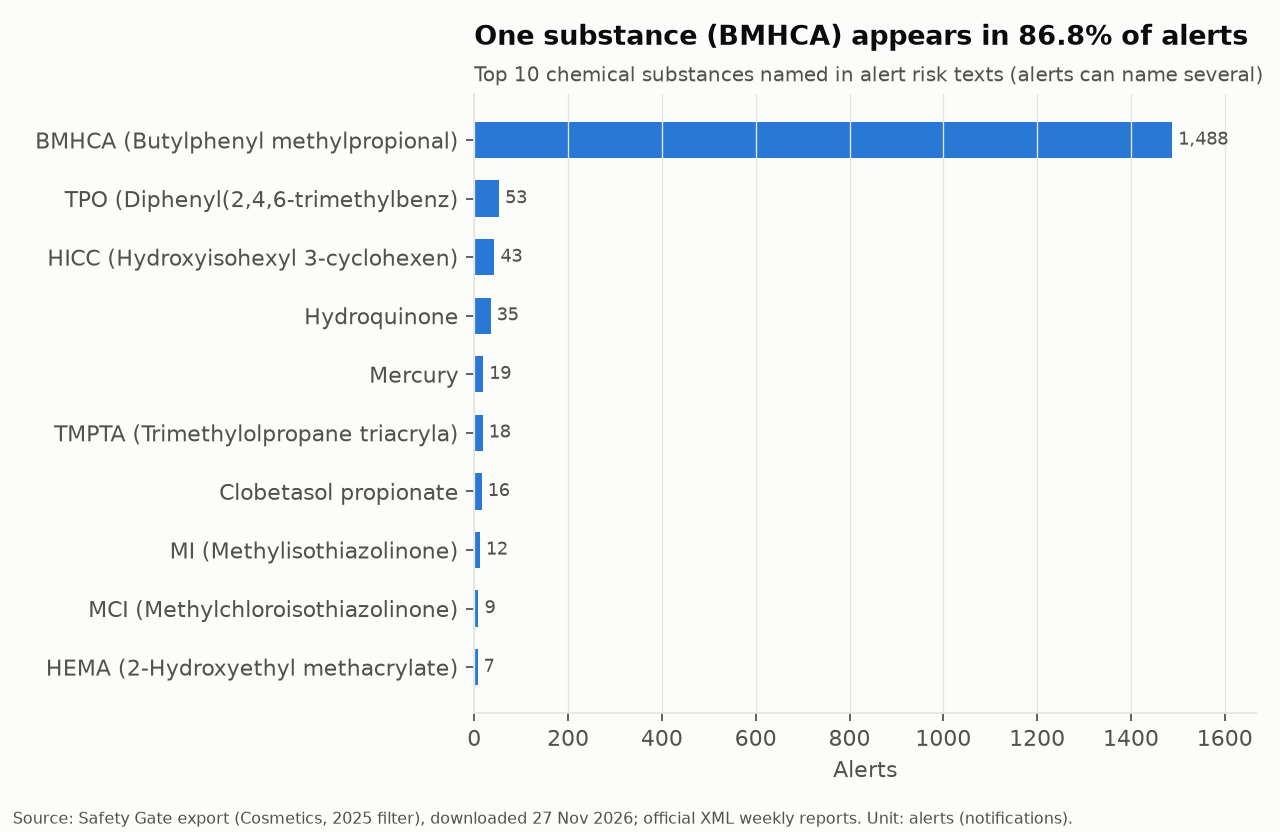 One substance (BMHCA) appears in 86.8% of alerts
Top 10 chemical substances named in alert risk texts (alerts can name several)
BMHCA (Butylphenyl methylpropional) 1,488
TPO (Diphenyl(2,4,6-trimethylbenz) 53
HICC (Hydroxyisohexyl 3-cyclohexen) 43
Hydroquinone 35
Mercury 19
TMPTA (Trimethylolpropane triacryla) 18
Clobetasol propionate 16
MI (Methylisothiazolinone) 12
MCI (Methylchloroisothiazolinone) 9
HEMA (2-Hydroxyethyl methacrylate) 7
0 200 400 600 800 1000 1200 1400 1600
Alerts
Source: Safety Gate export (Cosmetics, 2025 filter), downloaded 27 Nov 2026; official XML weekly reports. Unit: alerts (notifications).